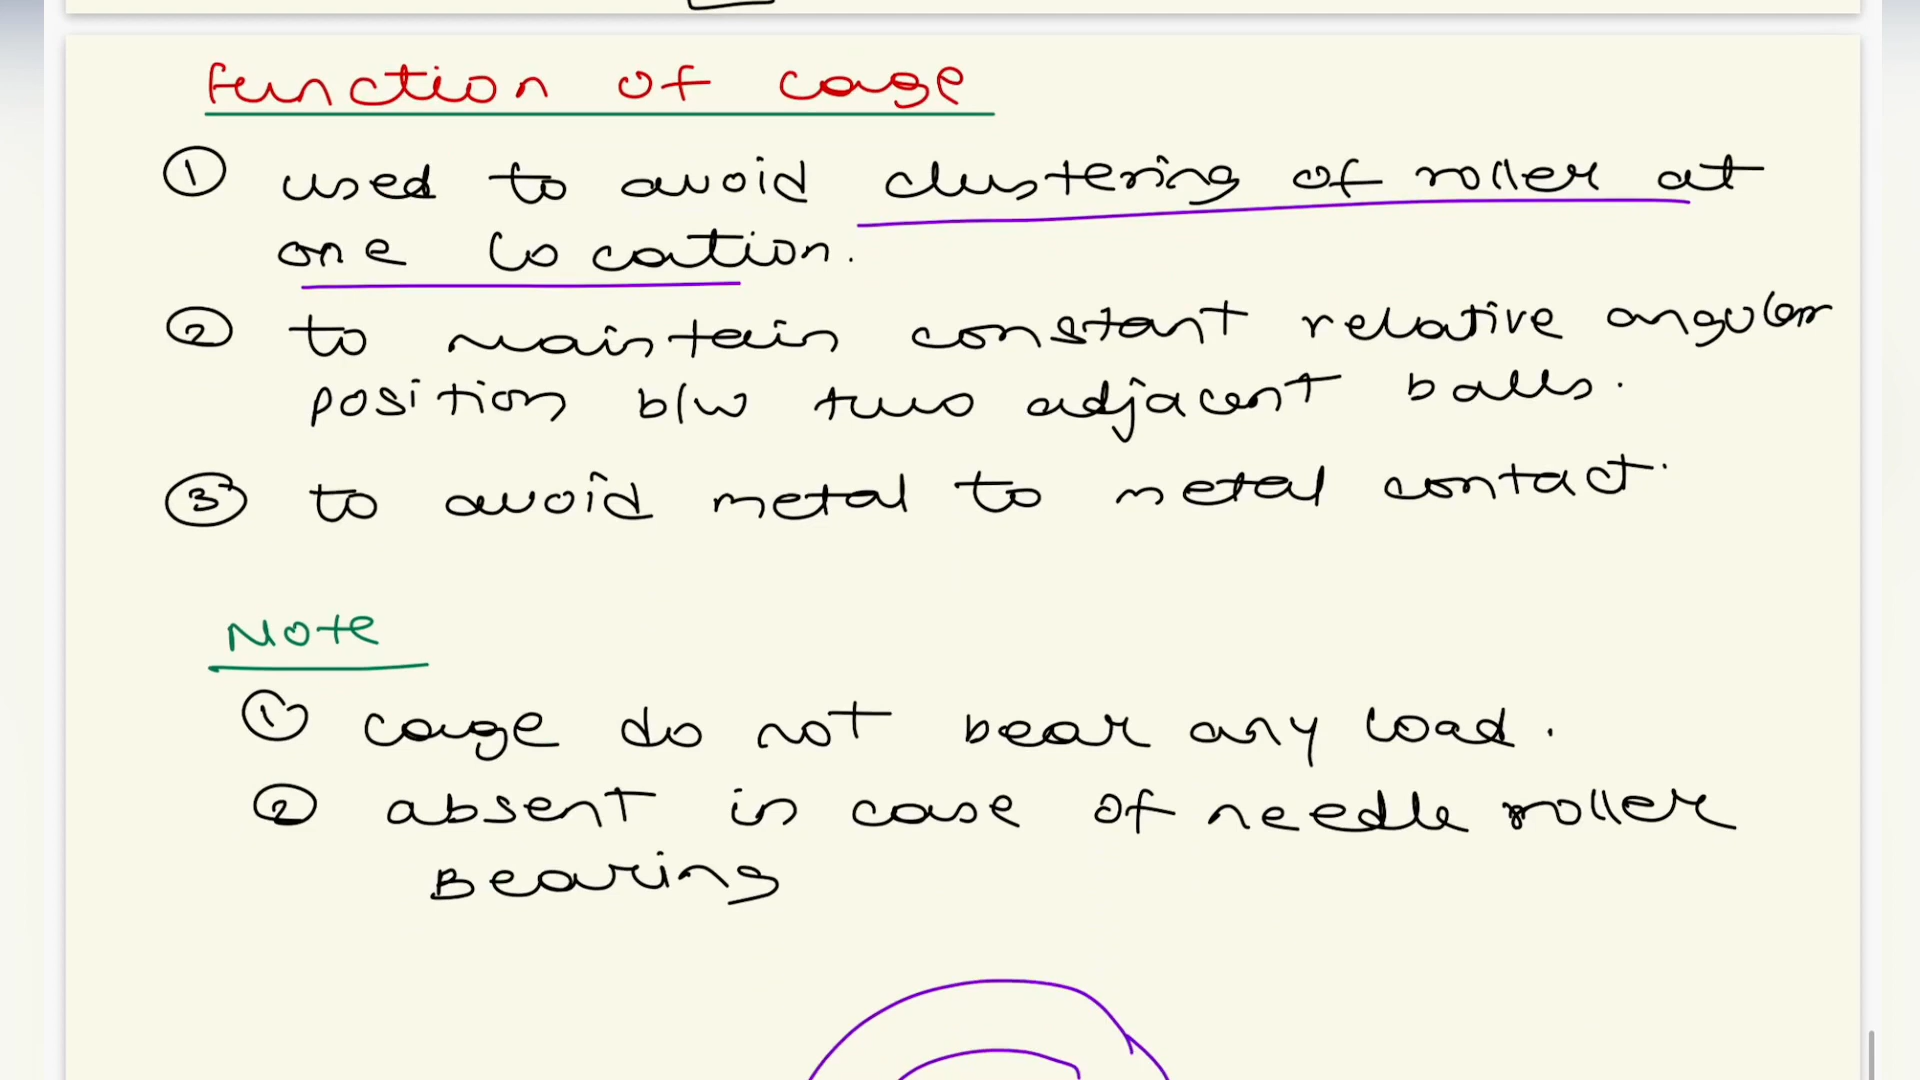 Function of cage
① used to avoid clustering of roller at
one location.
② to maintain constant relative angular
position b/w two adjacent balls.
③ to avoid metal to metal contact.
Note
① cage do not bear any load.
② absent in case of needle roller
Bearing